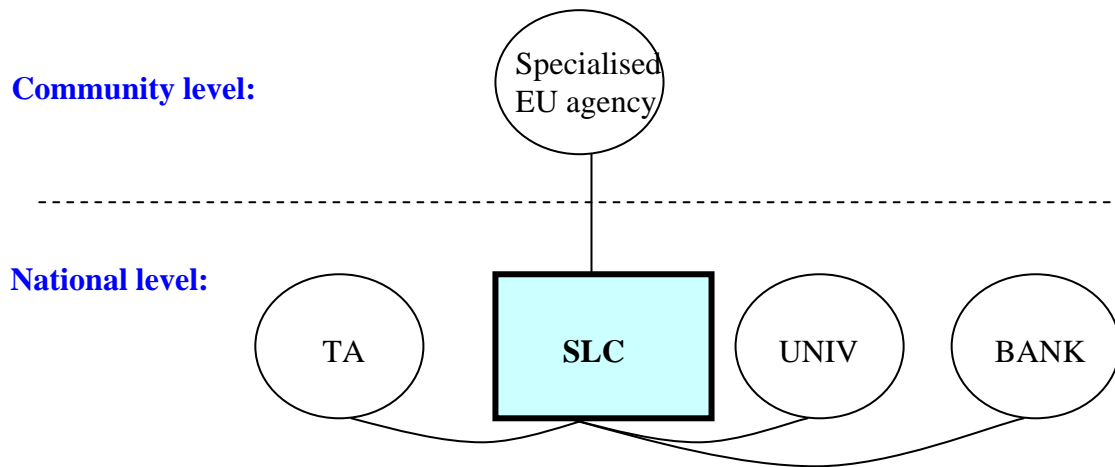 Specialised
EU agency
Community level:
National level:
TA
SLC
UNIV
BANK